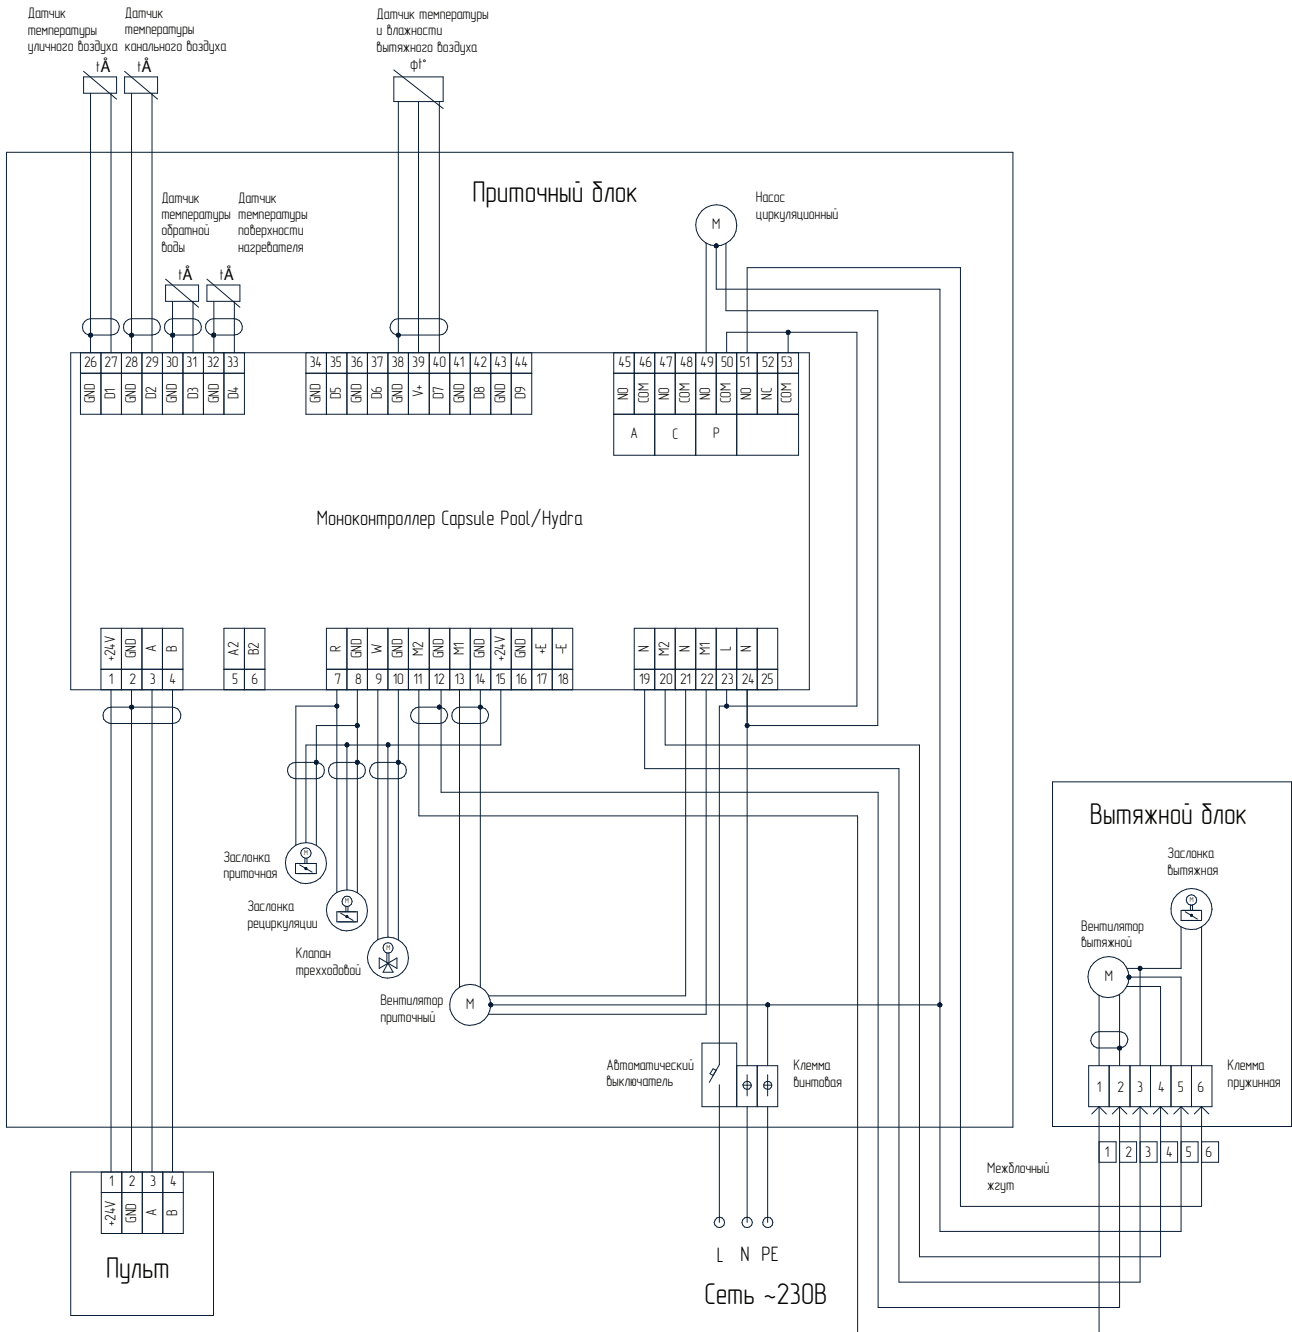 Датчик
температуры
уличного воздуха
Датчик
температуры
канального воздуха
Датчик температуры
и влажности
вытяжного воздуха
tÅ
tÅ
φt°
Приточный блок
Датчик
температуры
обратной
воды
Датчик
температуры
поверхности
нагревателя
tÅ
tÅ
M
Насос
циркуляционный
26 27 28 29 30 31 32 33
GND D1 GND D2 GND D3 GND D4
34 35 36 37 38 39 40 41 42 43 44
GND D5 GND D6 GND V+ D7 GND D8 GND D9
45 46 47 48 49 50 51 52 53
NO COM NO COM NO COM NO NC COM
A C P
Моноконтроллер Capsule Pool/Hydra
+24V GND A B
1 2 3 4
A2 B2
5 6
R GND W GND M2 GND M1 GND +24V GND +E -E
7 8 9 10 11 12 13 14 15 16 17 18
N M2 N M1 L N
19 20 21 22 23 24 25
Заслонка
приточная
M
Заслонка
рециркуляции
M
Клапан
трехходовой
M
Вентилятор
приточный
M
Автоматический
выключатель
Клемма
винтовая
Вытяжной блок
Заслонка
вытяжная
M
Вентилятор
вытяжной
M
1 2 3 4 5 6
Клемма
пружинная
1 2 3 4 5 6
Межблочный
жгут
1 2 3 4
+24V GND A B
Пульт
L N PE
Сеть ~230В